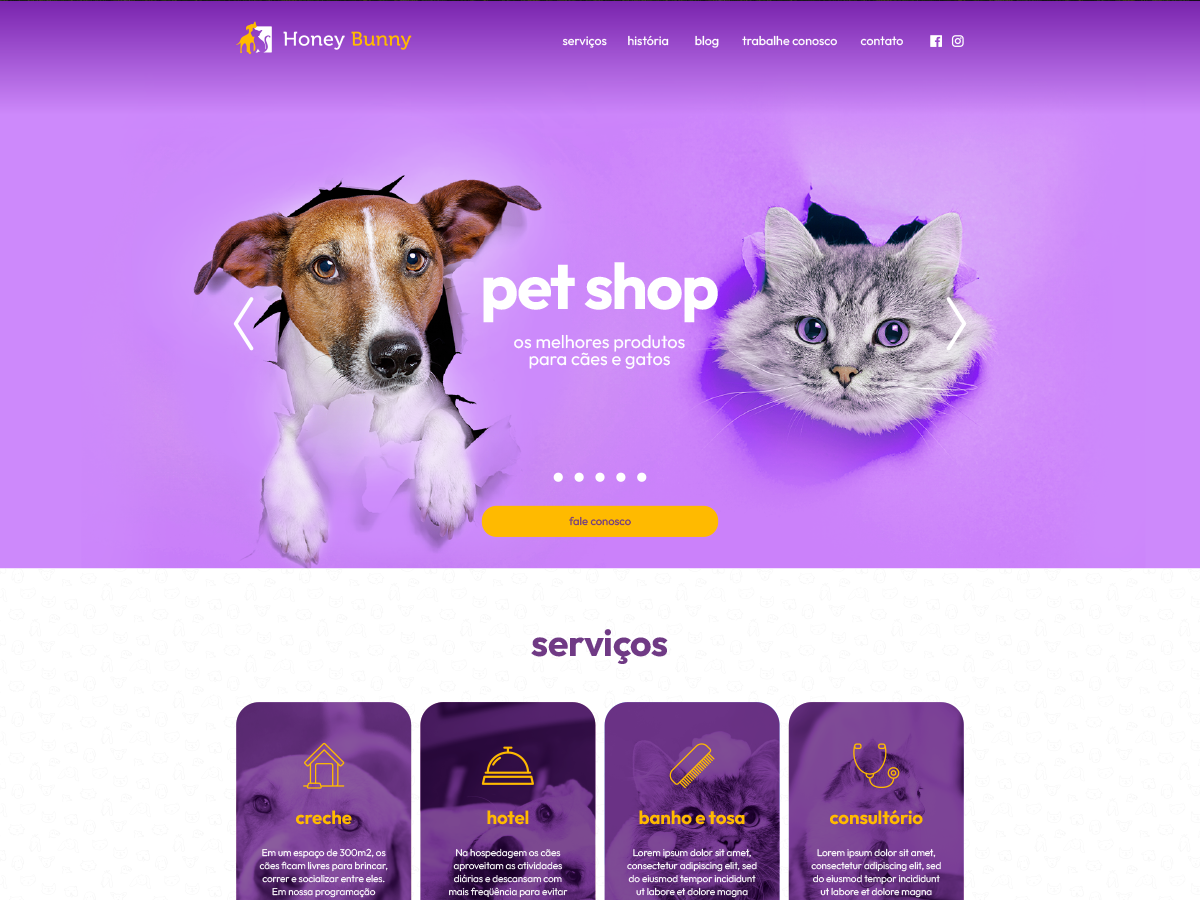 Honey Bunny
serviços história blog trabalhe conosco contato
pet shop
os melhores produtos
para cães e gatos
fale conosco
serviços
creche
Em um espaço de 300m2, os
cães ficam livres para brincar,
correr e socializar entre eles.
Em nossa programação
hotel
Na hospedagem os cães
aproveitam as atividades
diárias e descansam com
mais freqüência para evitar
banho e tosa
Lorem ipsum dolor sit amet,
consectetur adipiscing elit, sed
do eiusmod tempor incididunt
ut labore et dolore magna
consultório
Lorem ipsum dolor sit amet,
consectetur adipiscing elit, sed
do eiusmod tempor incididunt
ut labore et dolore magna